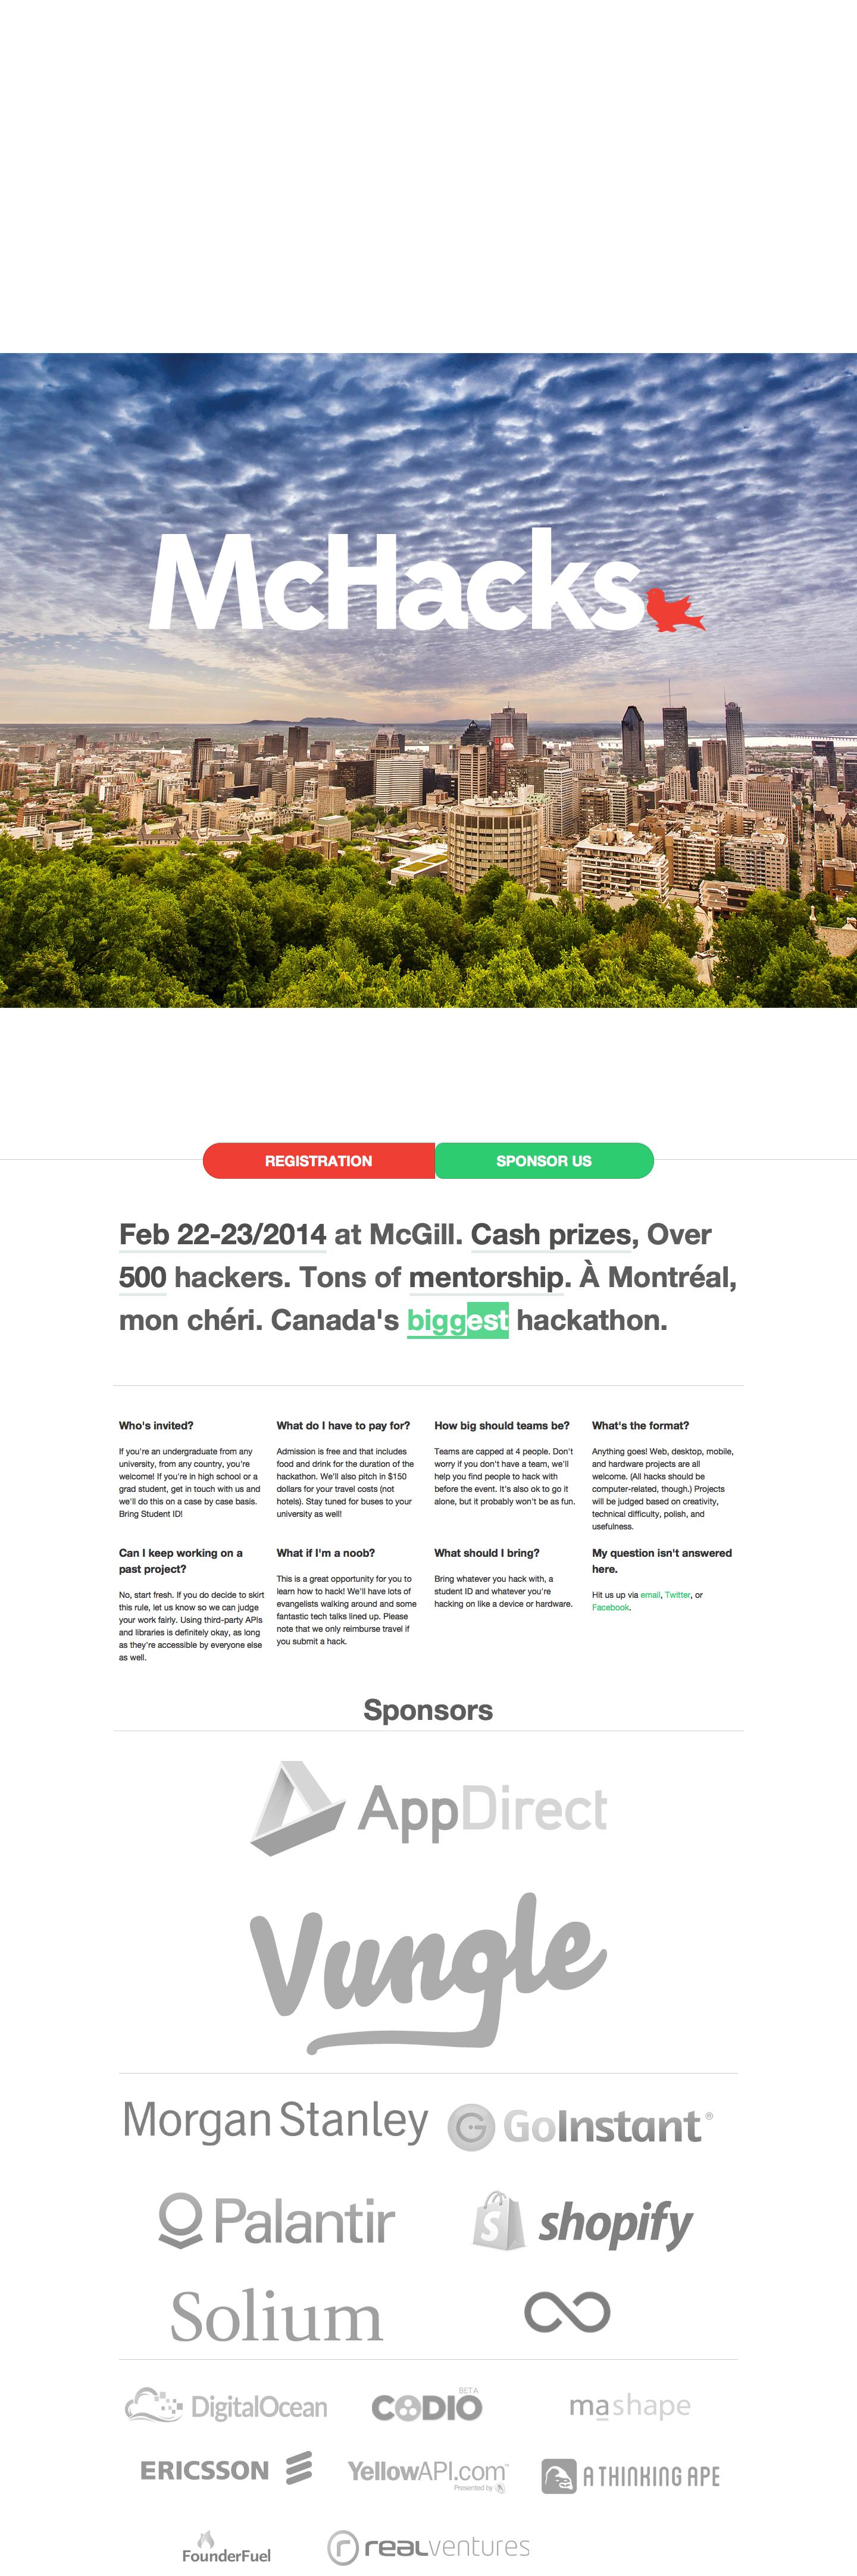 McHacks
REGISTRATION
SPONSOR US
Feb 22-23/2014 at McGill. Cash prizes, Over
500 hackers. Tons of mentorship. À Montréal,
mon chéri. Canada's biggest hackathon.
Who's invited?
If you're an undergraduate from any
university, from any country, you're
welcome! If you're in high school or a
grad student, get in touch with us and
we'll do this on a case by case basis.
Bring Student ID!
What do I have to pay for?
Admission is free and that includes
food and drink for the duration of the
hackathon. We'll also pitch in $150
dollars for your travel costs (not
hotels). Stay tuned for buses to your
university as well!
How big should teams be?
Teams are capped at 4 people. Don't
worry if you don't have a team, we'll
help you find people to hack with
before the event. It's also ok to go it
alone, but it probably won't be as fun.
What's the format?
Anything goes! Web, desktop, mobile,
and hardware projects are all
welcome. (All hacks should be
computer-related, though.) Projects
will be judged based on creativity,
technical difficulty, polish, and
usefulness.
Can I keep working on a
past project?
No, start fresh. If you do decide to skirt
this rule, let us know so we can judge
your work fairly. Using third-party APIs
and libraries is definitely okay, as long
as they're accessible by everyone else
as well.
What if I'm a noob?
This is a great opportunity for you to
learn how to hack! We'll have lots of
evangelists walking around and some
fantastic tech talks lined up. Please
note that we only reimburse travel if
you submit a hack.
What should I bring?
Bring whatever you hack with, a
student ID and whatever you're
hacking on like a device or hardware.
My question isn't answered
here.
Hit us up via email, Twitter, or
Facebook.
Sponsors
AppDirect
Vungle
Morgan Stanley
GoInstant®
Palantir
shopify
Solium
DigitalOcean
CODIO
BETA
mashape
ERICSSON
YellowAPI.com™
Presented by
A THINKING APE
FounderFuel
realventures